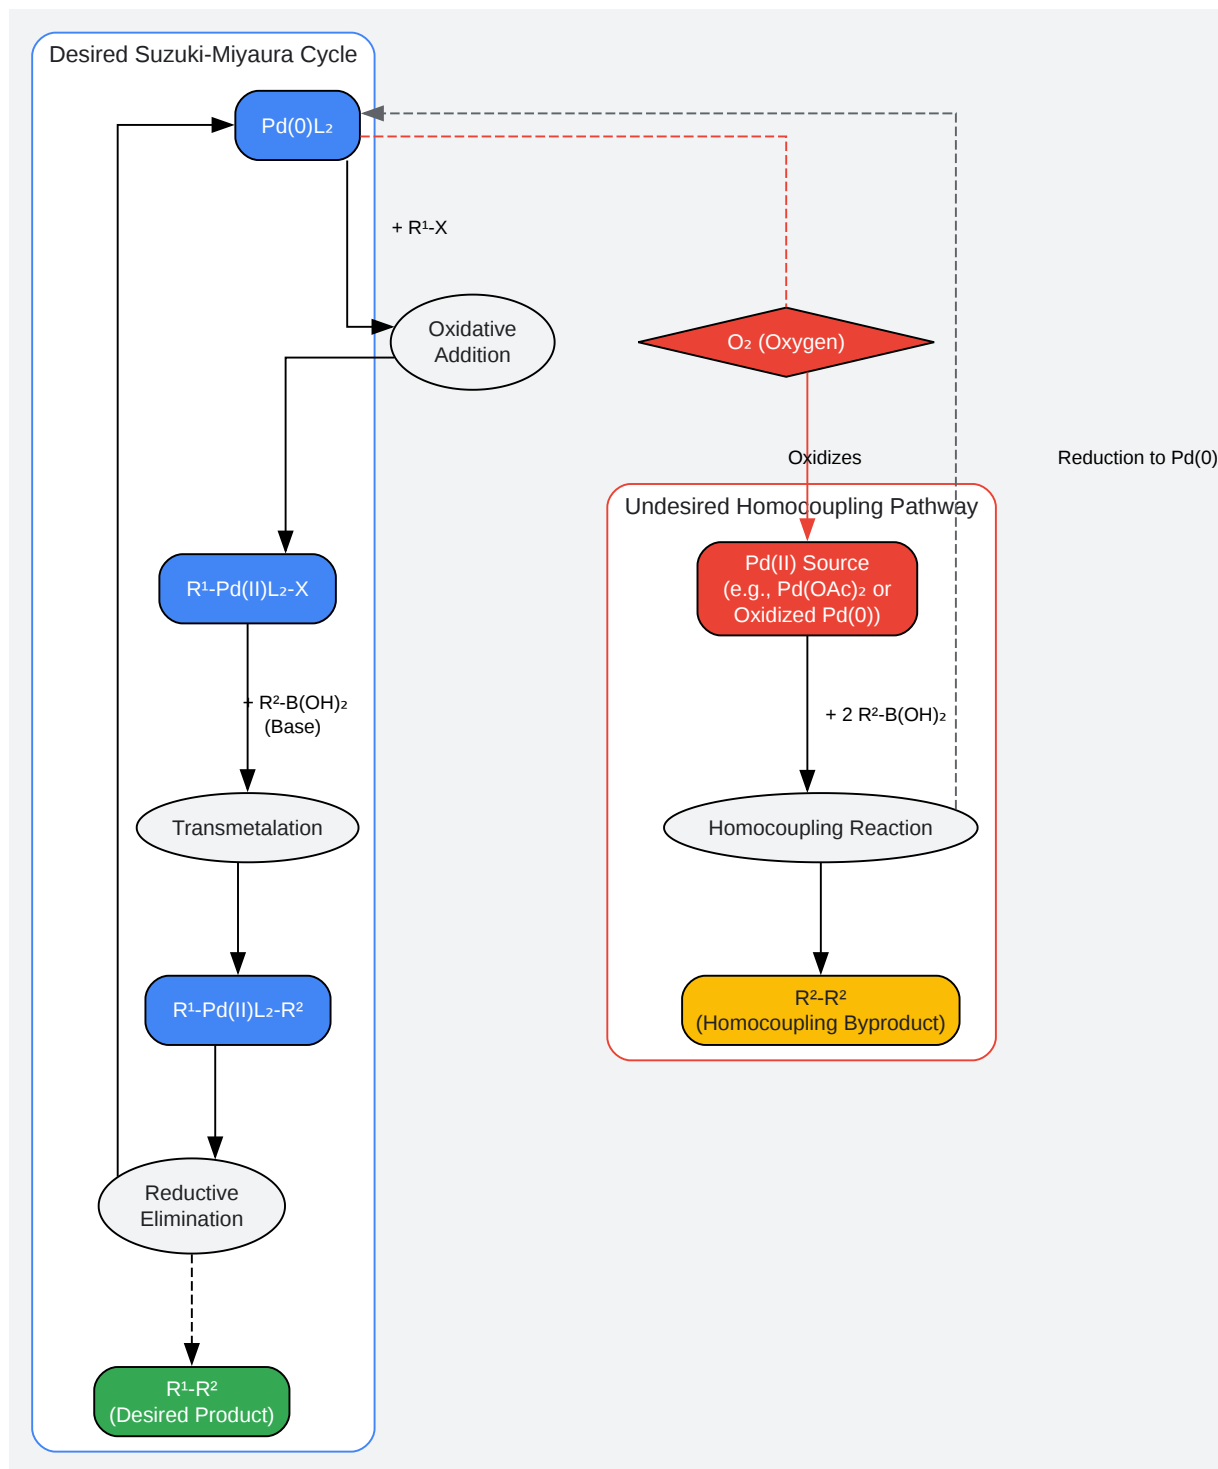 Desired Suzuki-Miyaura Cycle
Pd(0)L₂
+ R¹-X
Oxidative
Addition
O₂ (Oxygen)
Oxidizes
Reduction to Pd(0)
Undesired Homocoupling Pathway
Pd(II) Source
(e.g., Pd(OAc)₂ or
Oxidized Pd(0))
R¹-Pd(II)L₂-X
+ R²-B(OH)₂
(Base)
+ 2 R²-B(OH)₂
Transmetalation
Homocoupling Reaction
R¹-Pd(II)L₂-R²
R²-R²
(Homocoupling Byproduct)
Reductive
Elimination
R¹-R²
(Desired Product)